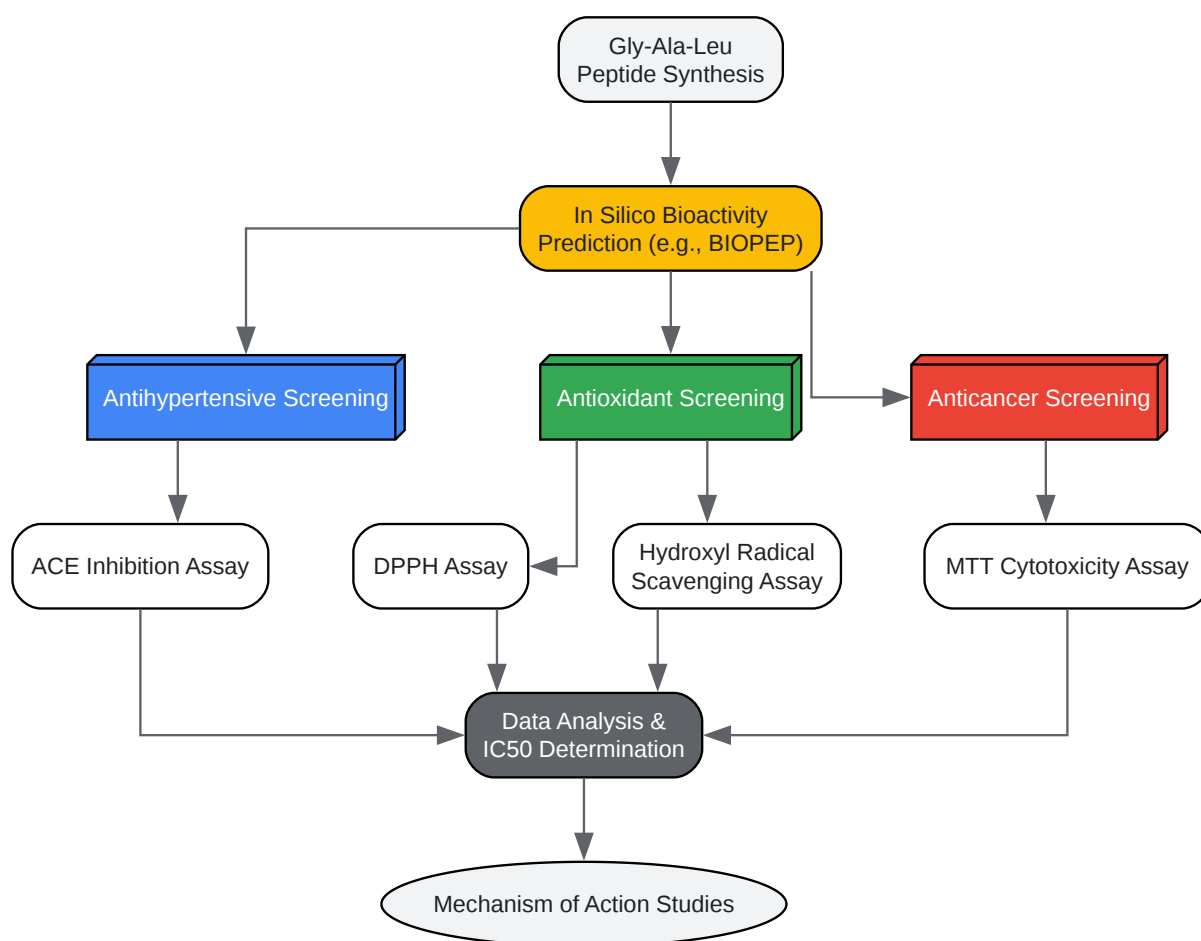 Gly-Ala-Leu
Peptide Synthesis
In Silico Bioactivity
Prediction (e.g., BIOPEP)
Antihypertensive Screening
Antioxidant Screening
Anticancer Screening
ACE Inhibition Assay
DPPH Assay
Hydroxyl Radical
Scavenging Assay
MTT Cytotoxicity Assay
Data Analysis &
IC50 Determination
Mechanism of Action Studies